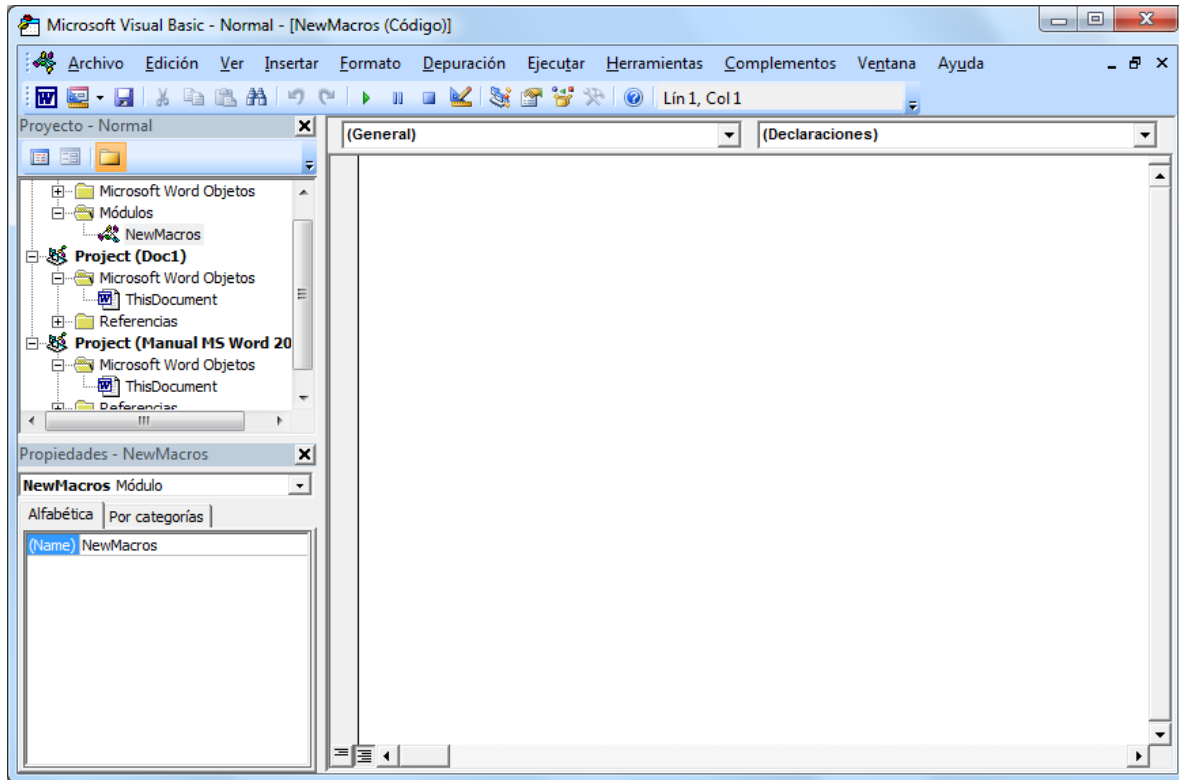 Microsoft Visual Basic - Normal - [NewMacros (Código)]
Archivo Edición Ver Insertar Formato Depuración Ejecutar Herramientas Complementos Ventana Ayuda
Lín 1, Col 1
Proyecto - Normal
Microsoft Word Objetos
Módulos
NewMacros
Project (Doc1)
Microsoft Word Objetos
ThisDocument
Referencias
Project (Manual MS Word 20
Microsoft Word Objetos
ThisDocument
Referencias
Propiedades - NewMacros
NewMacros Módulo
Alfabética Por categorías
(Name) NewMacros
(General) (Declaraciones)